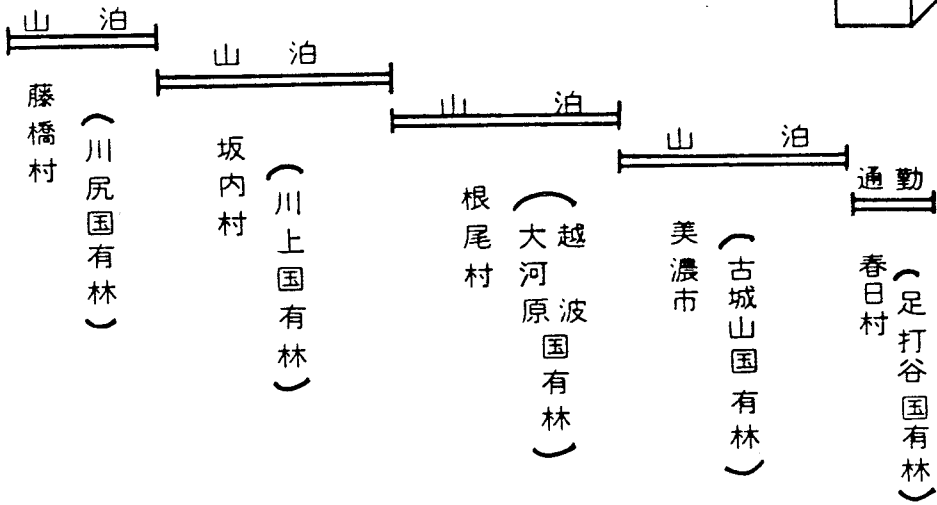 山泊
藤橋村
（川尻国有林）
山泊
坂内村
（川上国有林）
山泊
根尾村
（越波
大河原
国有林）
山泊
美濃市
（古城山国有林）
通勤
春日村
（足打谷国有林）